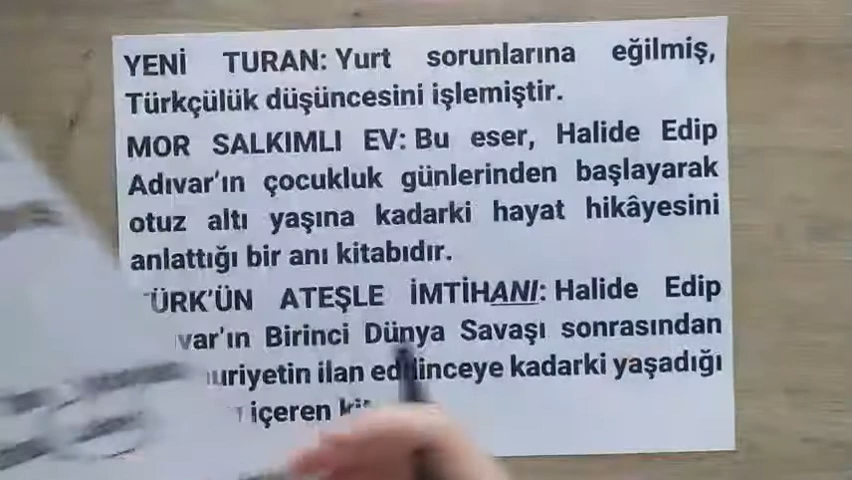 YENİ TURAN: Yurt sorunlarına eğilmiş,
Türkçülük düşüncesini işlemiştir.
MOR SALKIMLI EV: Bu eser, Halide Edip
Adıvar'ın çocukluk günlerinden başlayarak
otuz altı yaşına kadarki hayat hikâyesini
anlattığı bir anı kitabıdır.
ÜRK'ÜN ATEŞLE İMTİHANI: Halide Edip
var'ın Birinci Dünya Savaşı sonrasından
uriyetin ilan edilinceye kadarki yaşadığı
içeren